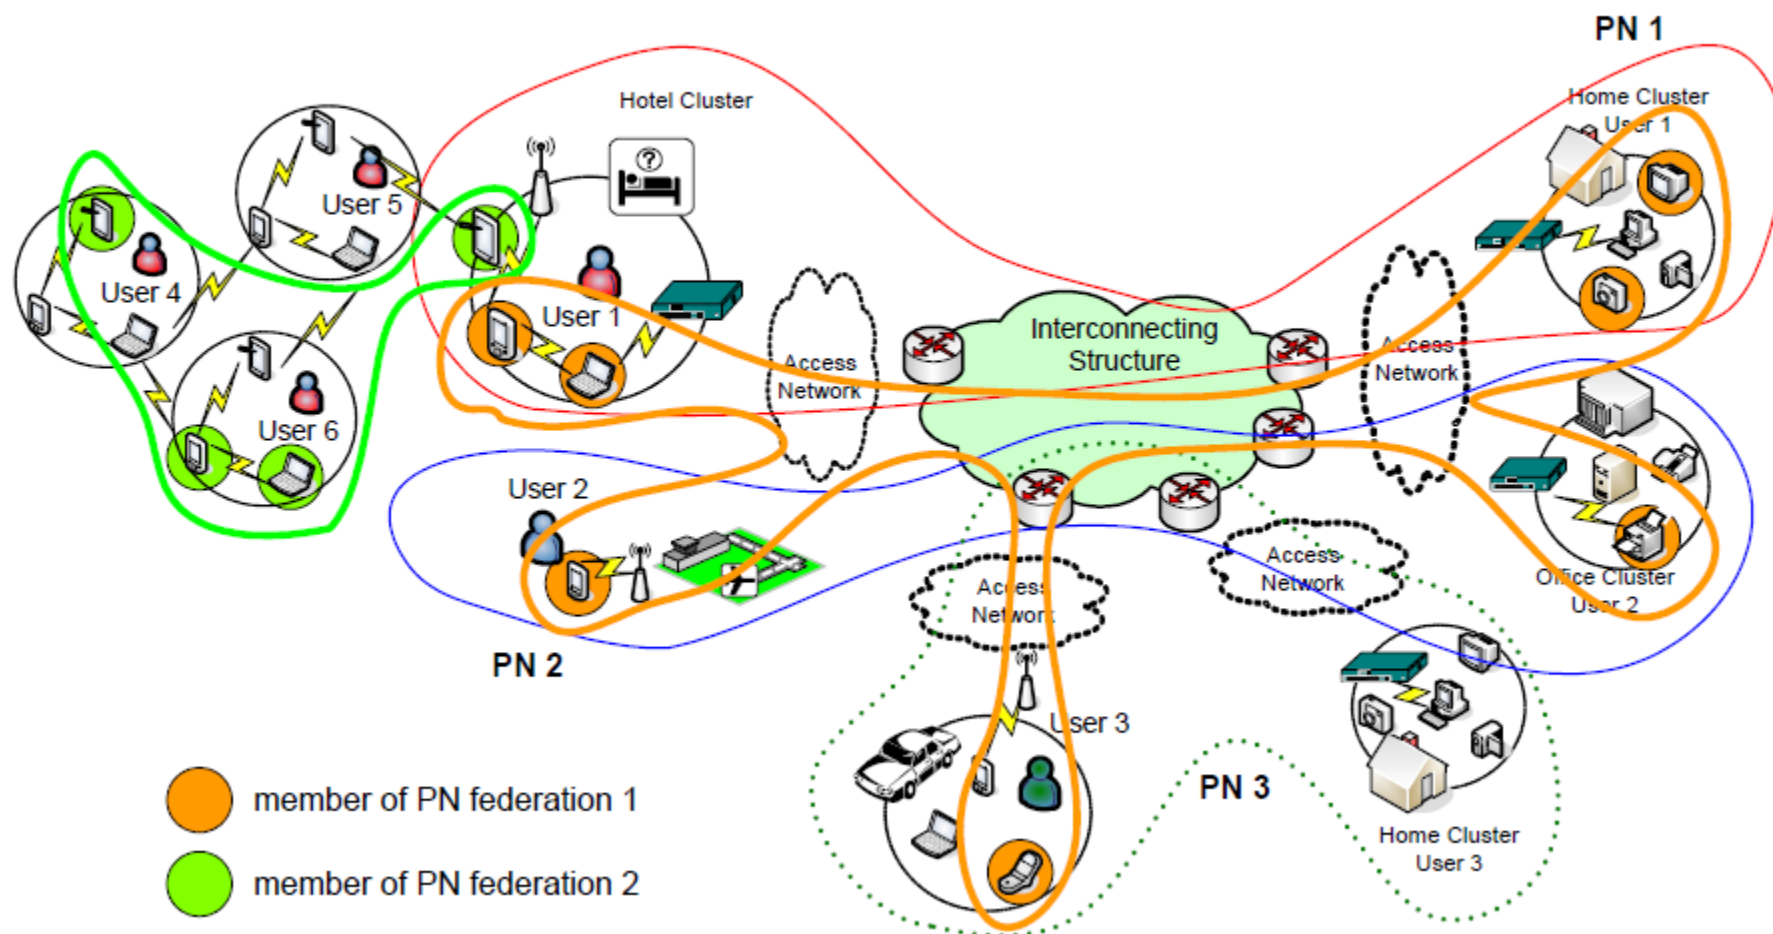 PN 1
Hotel Cluster
Home Cluster
User 1
User 5
User 4
User 1
User 6
Interconnecting
Structure
Access
Network
Access
Network
User 2
PN 2
Access
Network
Access
Network
Office Cluster
User 2
User 3
PN 3
Home Cluster
User 3
member of PN federation 1
member of PN federation 2
?